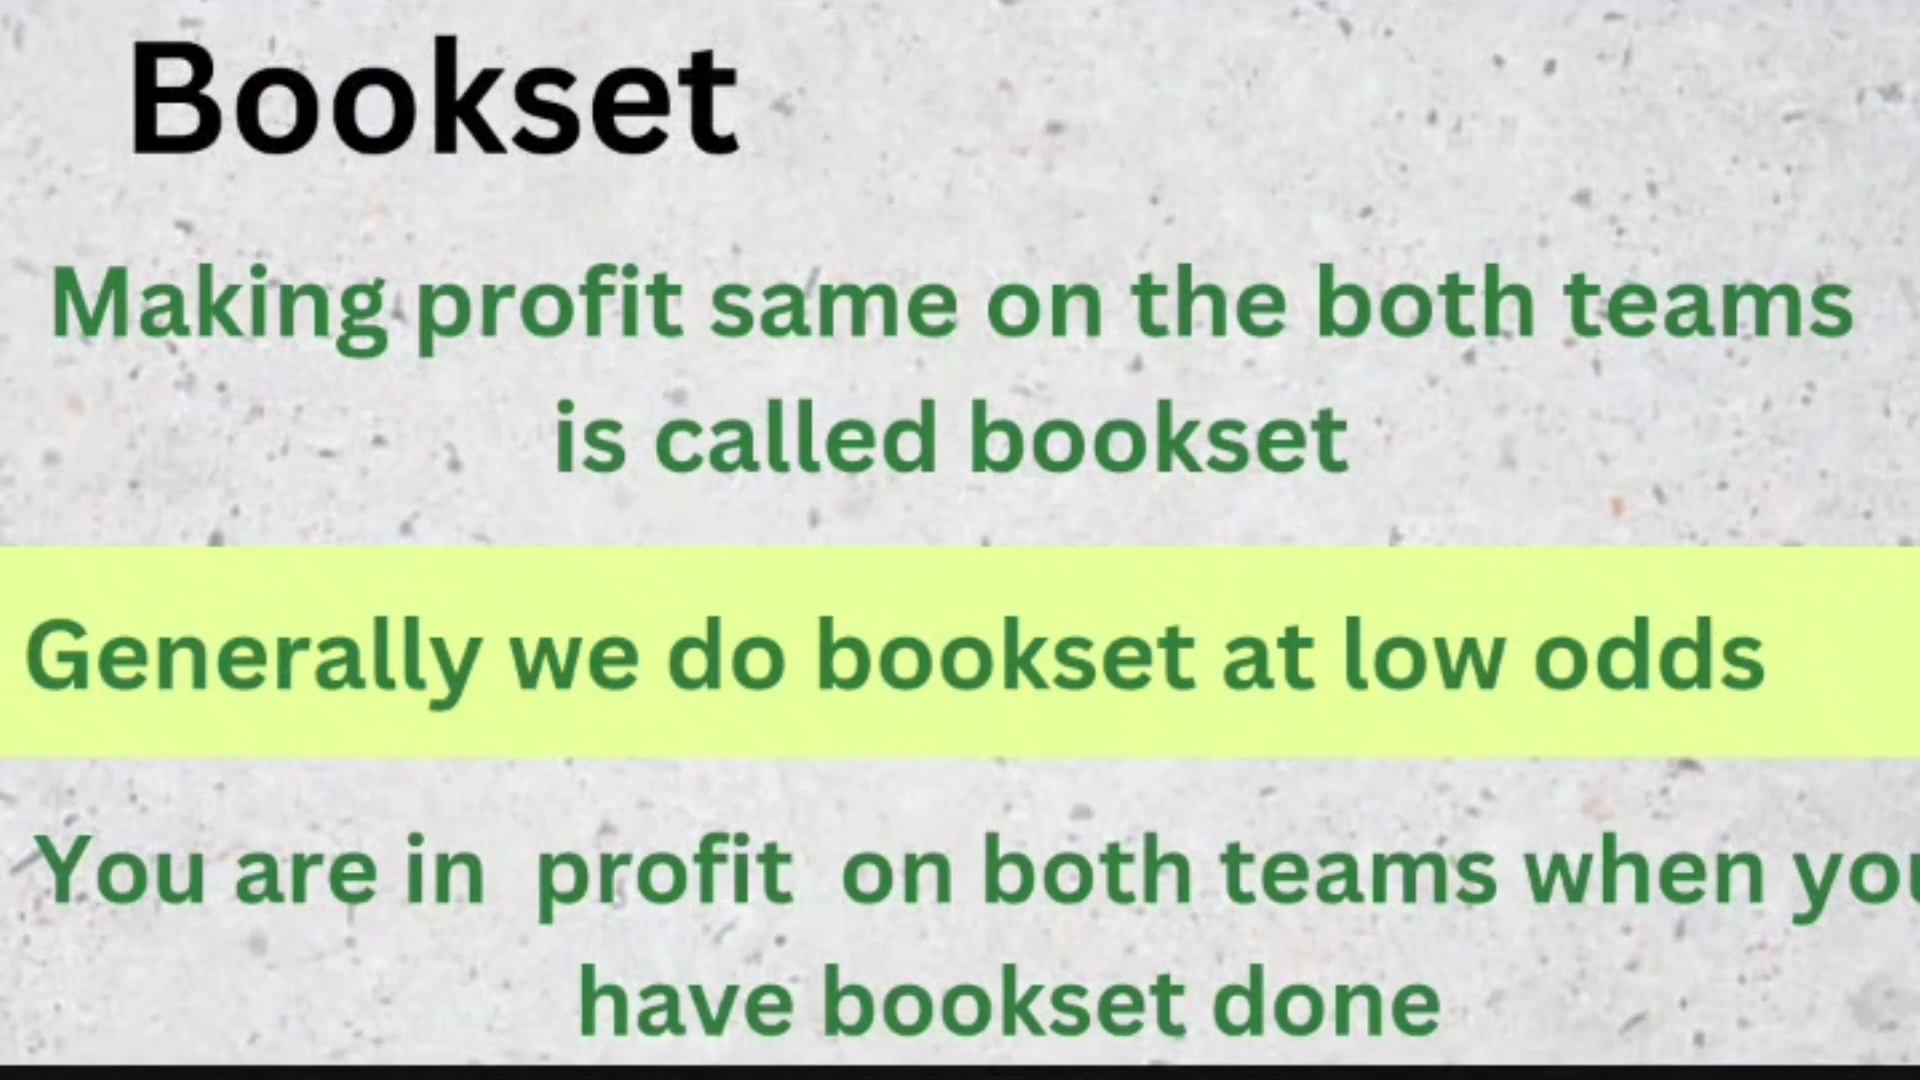 Bookset
Making profit same on the both teams
is called bookset
Generally we do bookset at low odds
You are in profit on both teams when you
have bookset done